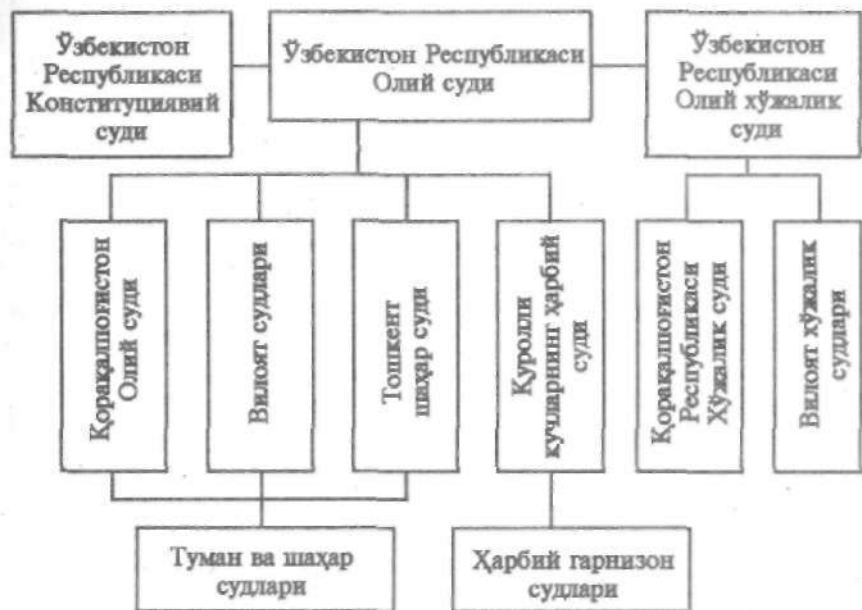 Ўзбекистон
Республикаси
Конституциявий
суди
Ўзбекистон Республикаси
Олий суди
Ўзбекистон
Республикаси
Олий хўжалик
суди
Қорақалпоғистон
Олий суди
Вилоят судлари
Тошкент
шаҳар суди
Қуролли
кучларнинг ҳарбий
суди
Қорақалпоғистон
Республикаси
Хўжалик суди
Вилоят хўжалик
судлари
Туман ва шаҳар
судлари
Ҳарбий гарнизон
судлари